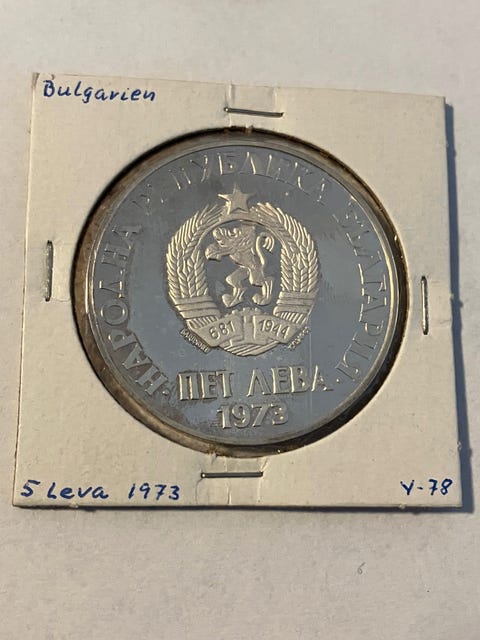 Bulgarien
НАРОДНА РЕПУБЛИКА БЪЛГАРИЯ
681 1944
ПЕТ ЛЕВА
1973
5 Leva 1973
Y-78